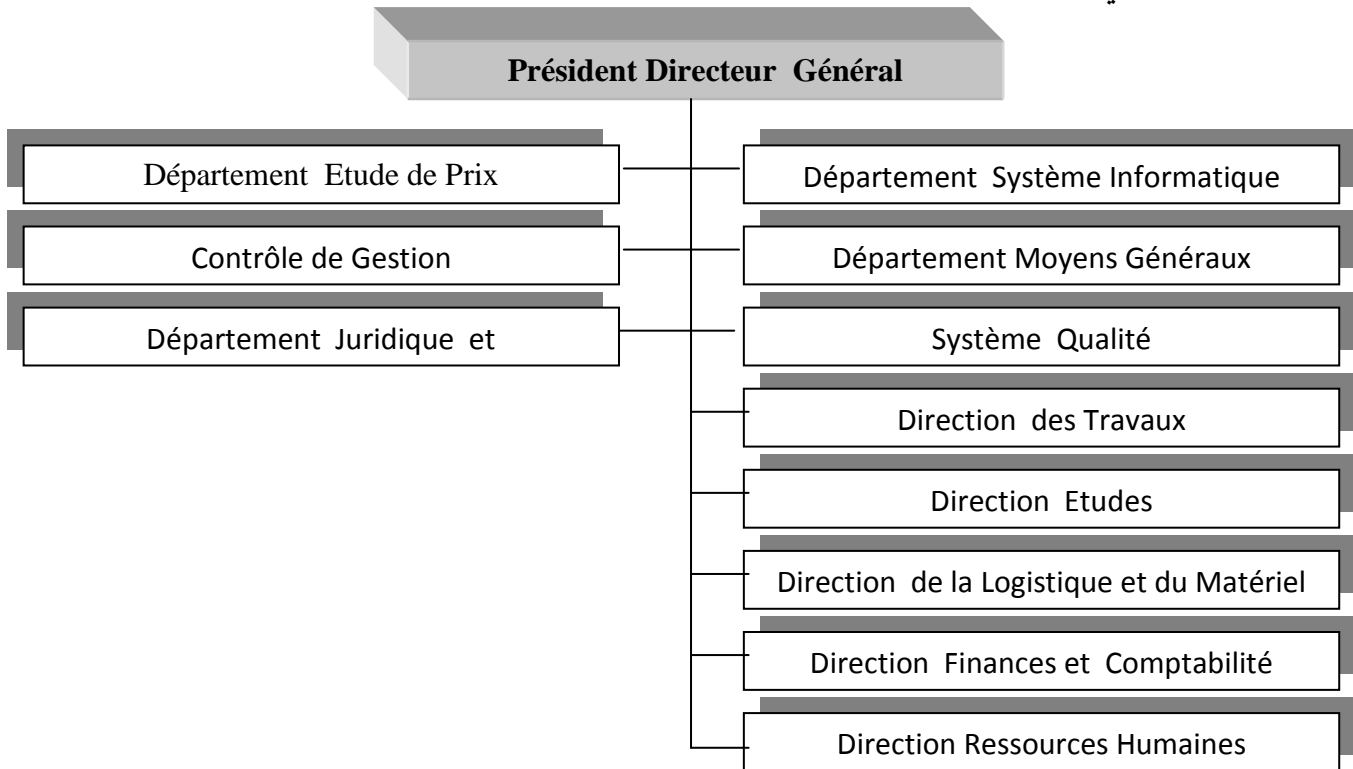 Président Directeur Général
Département Etude de Prix
Département Système Informatique
Contrôle de Gestion
Département Moyens Généraux
Département Juridique et
Système Qualité
Direction des Travaux
Direction Etudes
Direction de la Logistique et du Matériel
Direction Finances et Comptabilité
Direction Ressources Humaines